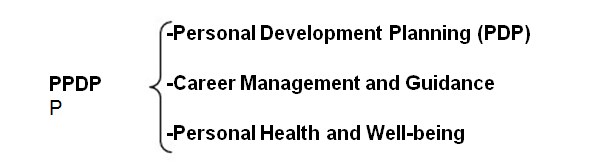 -Personal Development Planning (PDP)
PPDP
-Career Management and Guidance
P
-Personal Health and Well-being